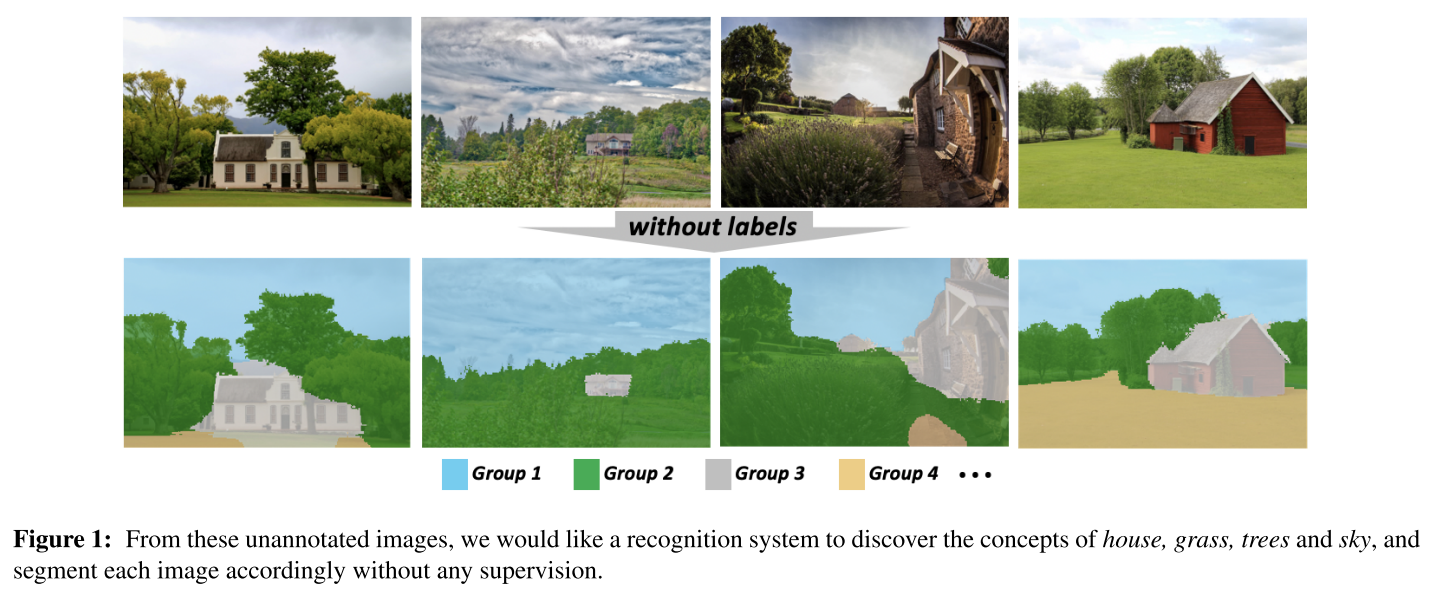 without labels
Group 1 Group 2 Group 3 Group 4 •••
Figure 1: From these unannotated images, we would like a recognition system to discover the concepts of house, grass, trees and sky, and
segment each image accordingly without any supervision.